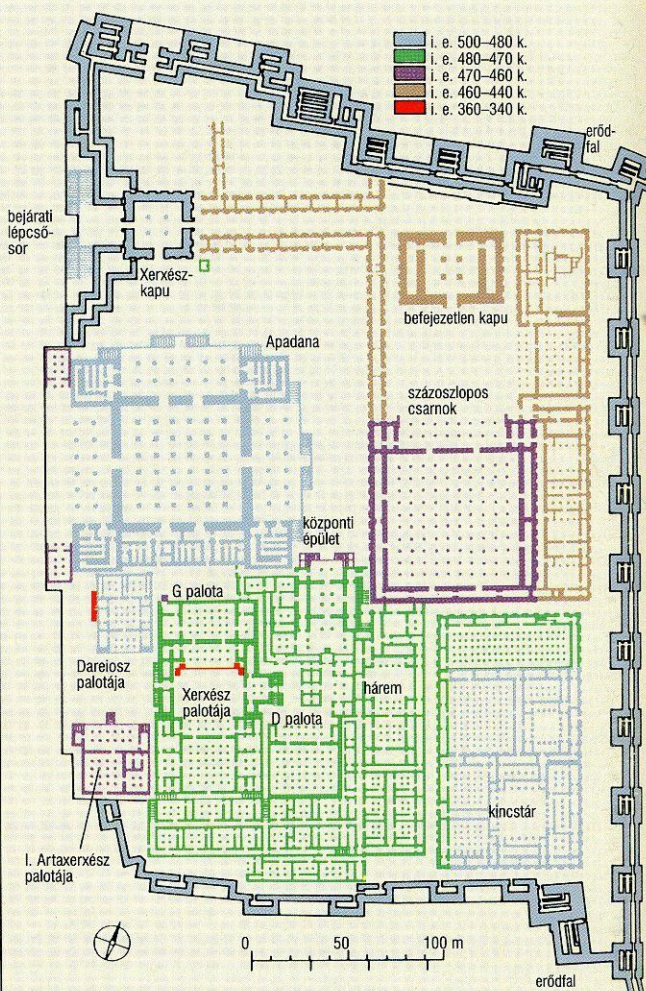 i. e. 500–480 k.
i. e. 480–470 k.
i. e. 470–460 k.
i. e. 460–440 k.
i. e. 360–340 k.
erőd-
fal
bejárati
lépcső-
sor
Xerxész-
kapu
befejezetlen kapu
Apadana
százoszlopos
csarnok
központi
épület
G palota
Dareiosz
palotája
Xerxész
palotája
D palota
hárem
kincstár
I. Artaxerxész
palotája
0 50 100 m
erődfal